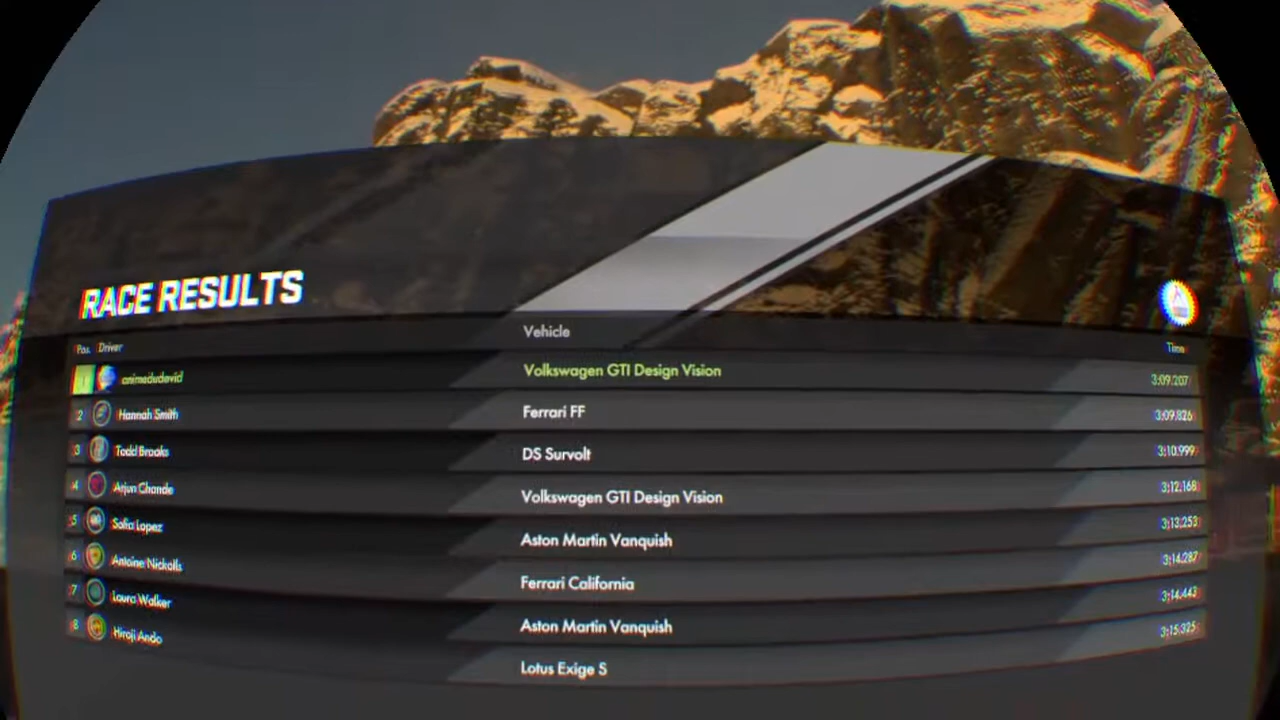 RACE RESULTS
Pos. Driver Vehicle Time
1 animedudevid Volkswagen GTI Design Vision 3:09.207
2 Hannah Smith Ferrari FF 3:09.826
3 Todd Brooks DS Survolt 3:10.999
4 Arjun Chande Volkswagen GTI Design Vision 3:12.168
5 Sofia Lopez Aston Martin Vanquish 3:13.253
6 Antoine Nickolls Ferrari California 3:14.287
7 Laura Walker Aston Martin Vanquish 3:14.443
8 Hiroji Ando Lotus Exige S 3:15.325